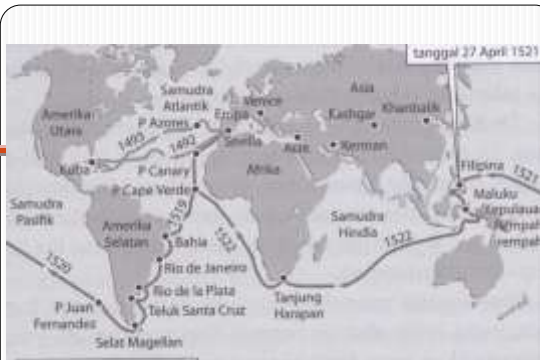 tanggal 27 April 1521
Asia
Samudra
Atlantik
Venice
Khanbalik
Amerika
Utara
P Azores
Eropa
Kashgar
1493
1492
Sevilla
Kerman
Kuba
P Canary
Afrika
Filipina
1521
P Cape Verde
Maluku
Kepulauan
Rempah
rempah
Samudra
Pasifik
1519
Amerika
Selatan
Bahia
1522
Samudra
Hindia
1522
1520
Rio de Janeiro
Rio de la Plata
P Juan
Fernandez
Teluk Santa Cruz
Tanjung
Harapan
Selat Magellan